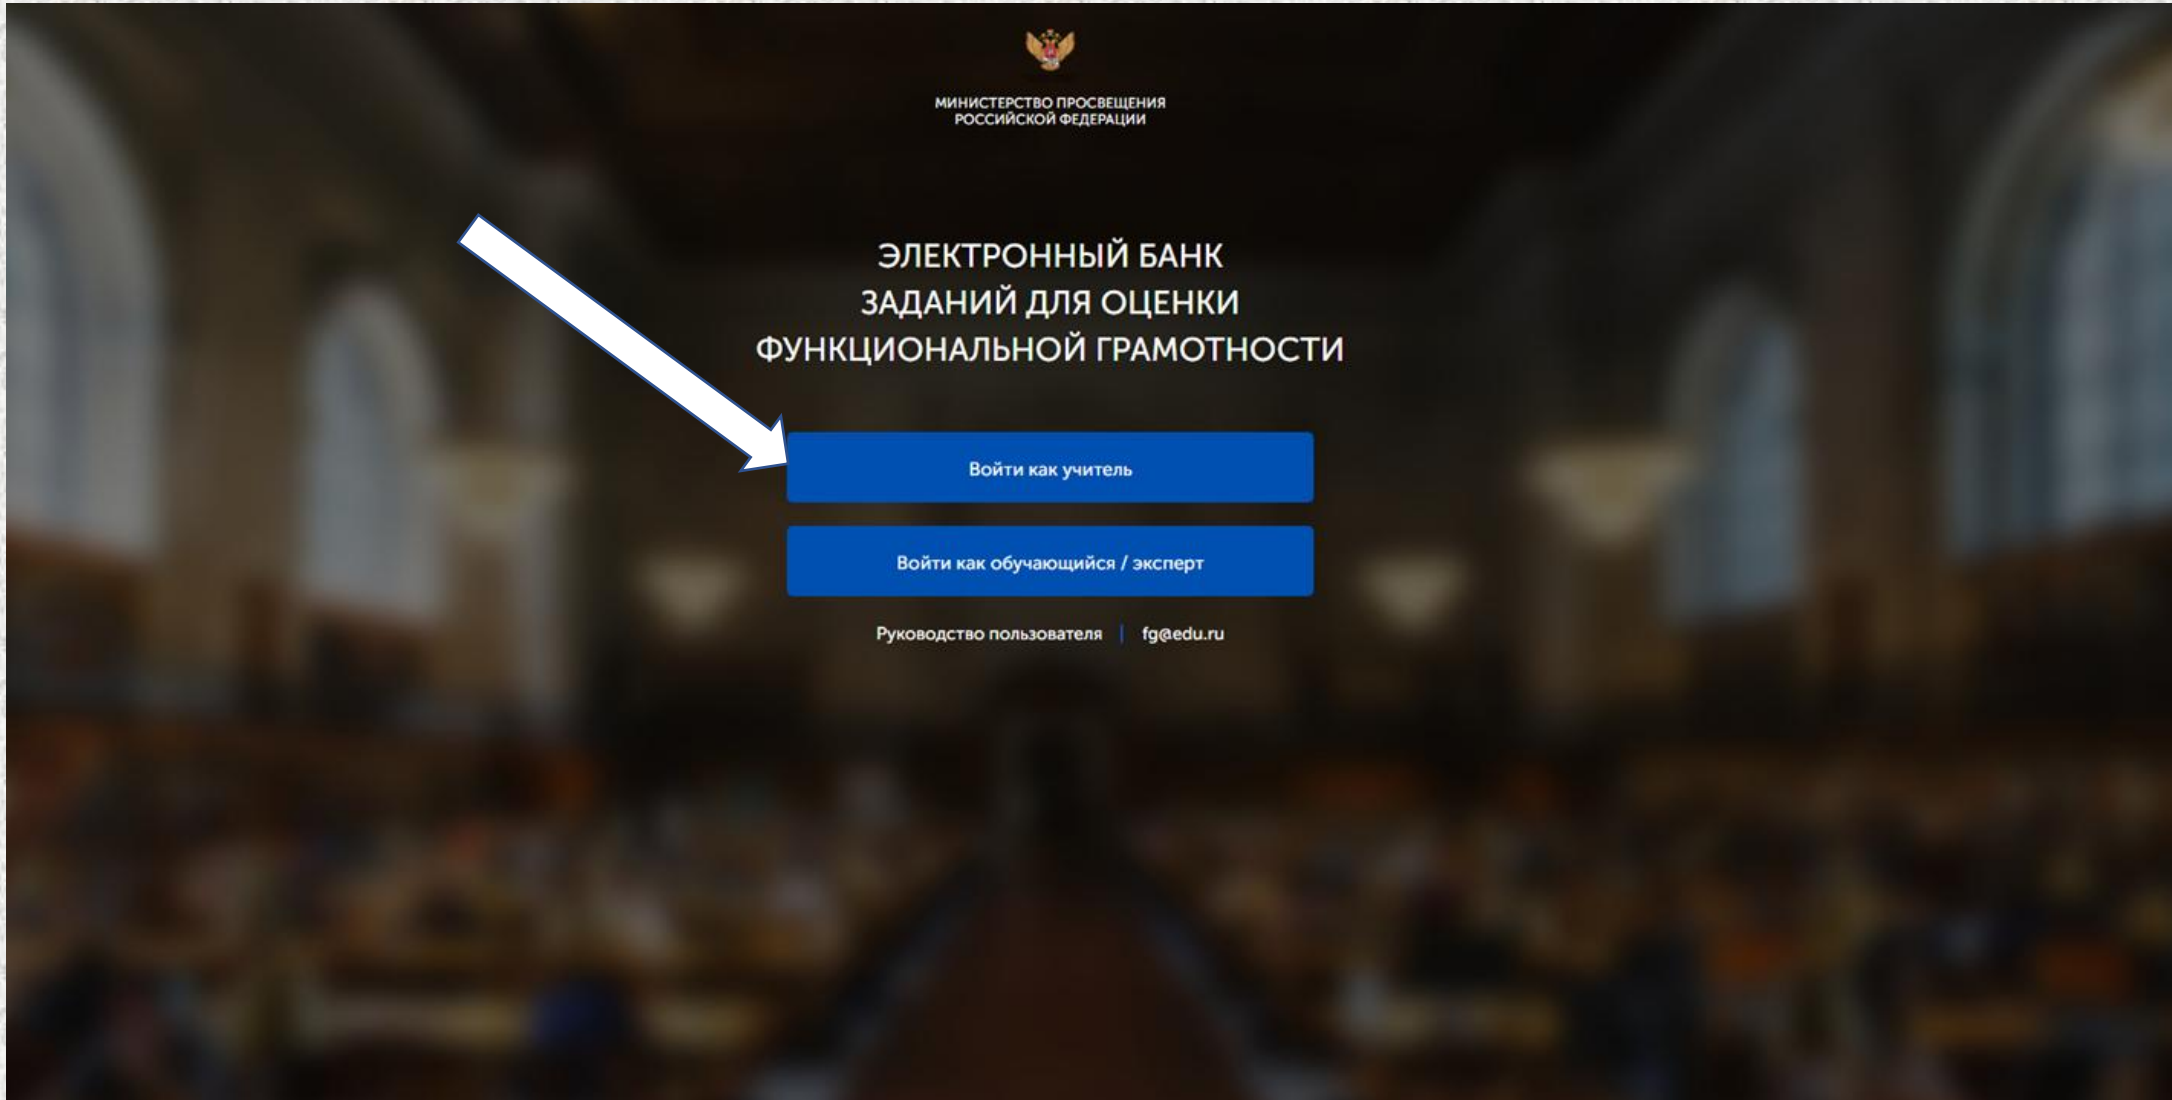 МИНИСТЕРСТВО ПРОСВЕЩЕНИЯ
РОССИЙСКОЙ ФЕДЕРАЦИИ
ЭЛЕКТРОННЫЙ БАНК
ЗАДАНИЙ ДЛЯ ОЦЕНКИ
ФУНКЦИОНАЛЬНОЙ ГРАМОТНОСТИ
Войти как учитель
Войти как обучающийся / эксперт
Руководство пользователя | fg@edu.ru